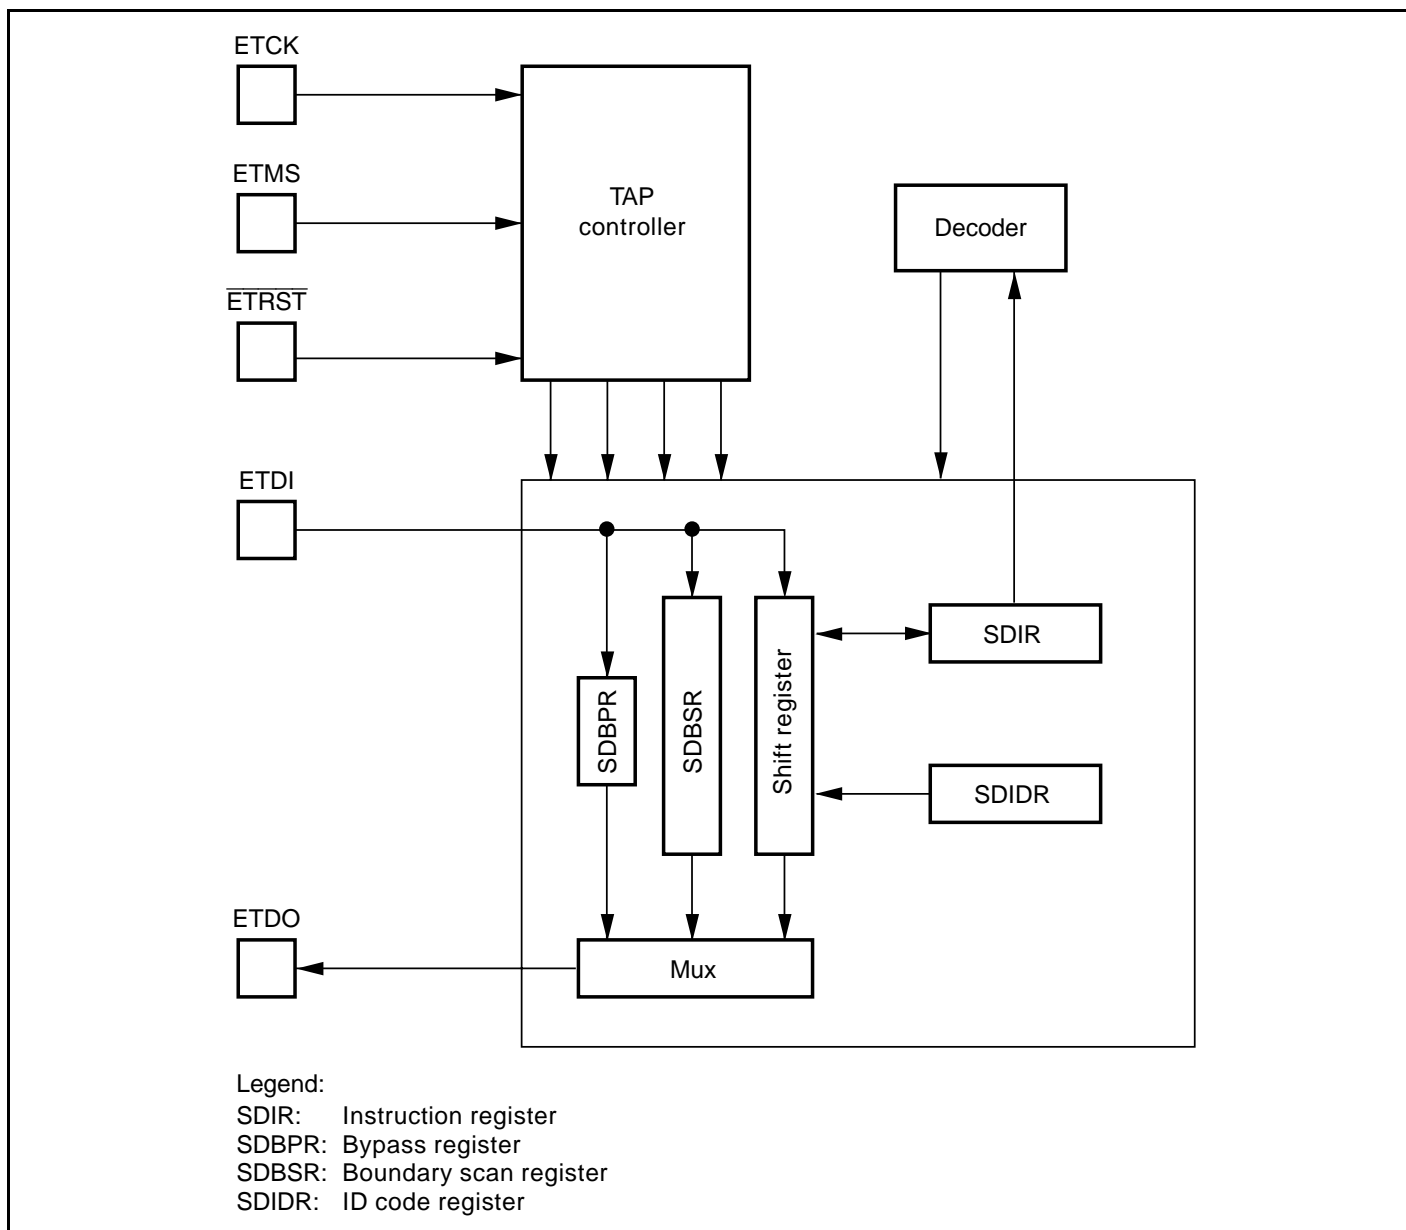 ETCK
ETMS
TAP
controller
Decoder
ETRST
ETDI
SDIR
SDBPR
SDBSR
Shift register
SDIDR
ETDO
Mux
Legend:
SDIR: Instruction register
SDBPR: Bypass register
SDBSR: Boundary scan register
SDIDR: ID code register